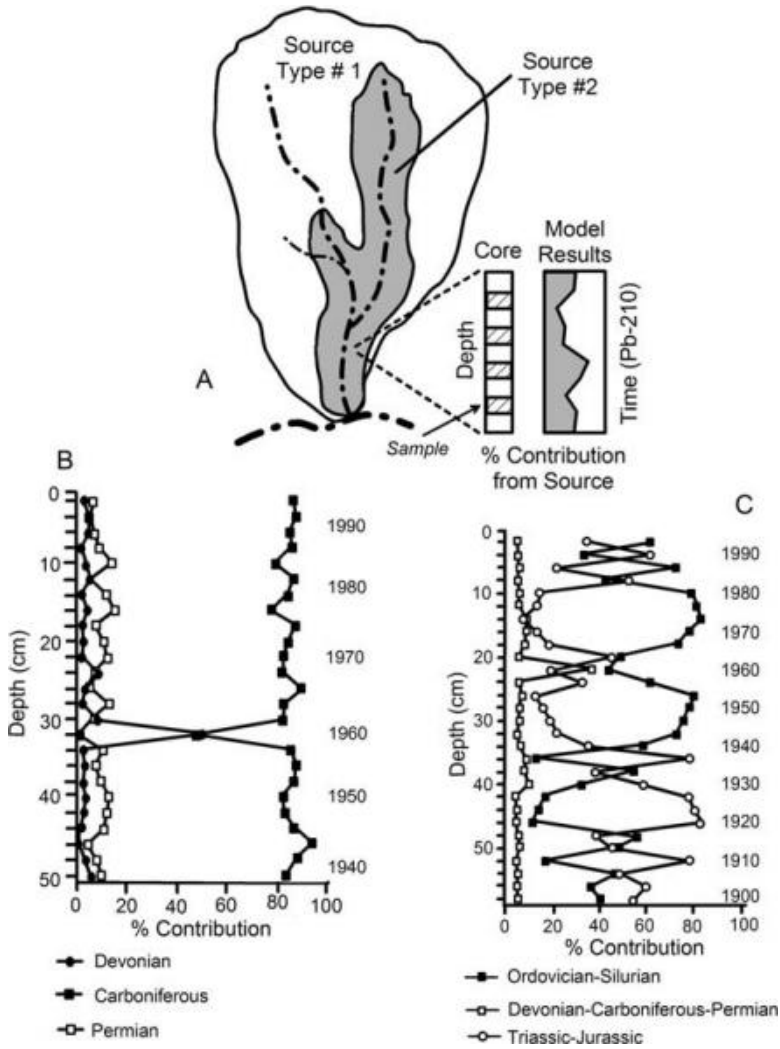 Source
Type # 1
Source
Type #2
Core
Model
Results
Depth
Time (Pb-210)
A
Sample
% Contribution
from Source
B
0
10
20
30
40
50
Depth (cm)
1990
1980
1970
1960
1950
1940
0 20 40 60 80 100
% Contribution
Devonian
Carboniferous
Permian
C
0
10
20
30
40
50
Depth (cm)
1990
1980
1970
1960
1950
1940
1930
1920
1910
1900
0 20 40 60 80 100
% Contribution
Ordovician-Silurian
Devonian-Carboniferous-Permian
Triassic-Jurassic